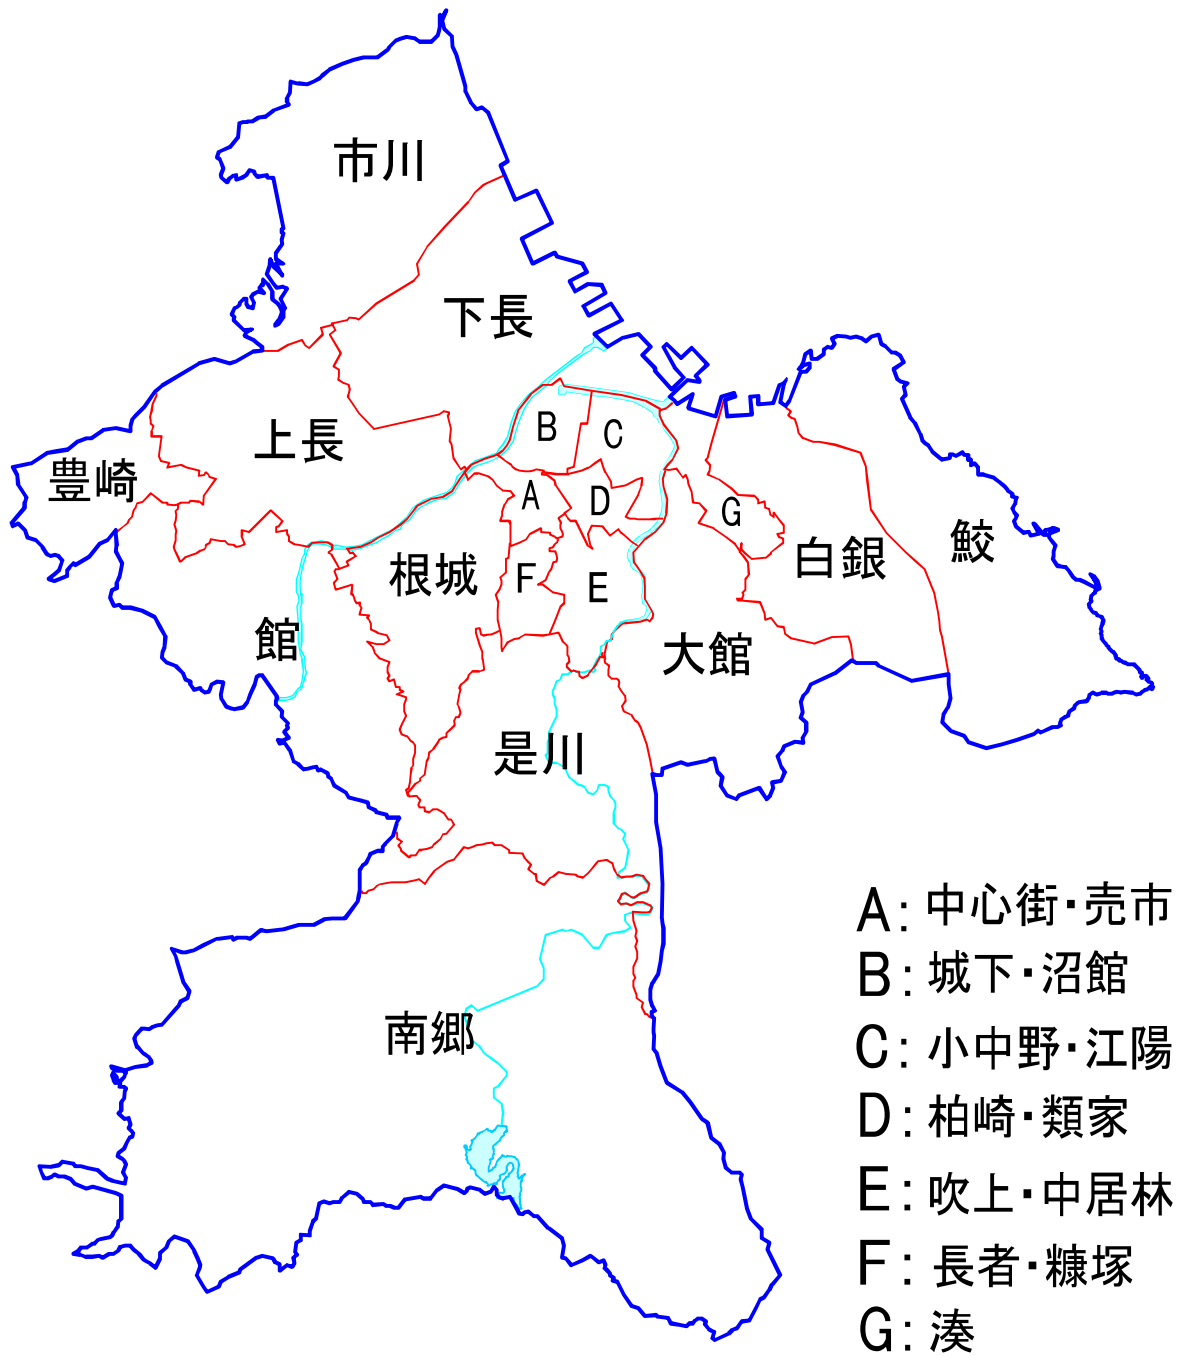 市川
下長
上長
豊崎
B
C
A
D
G
鮫
白銀
根城
F
E
館
大館
是川
南郷
A:中心街・売市
B:城下・沼館
C:小中野・江陽
D:柏崎・類家
E:吹上・中居林
F:長者・糠塚
G:湊